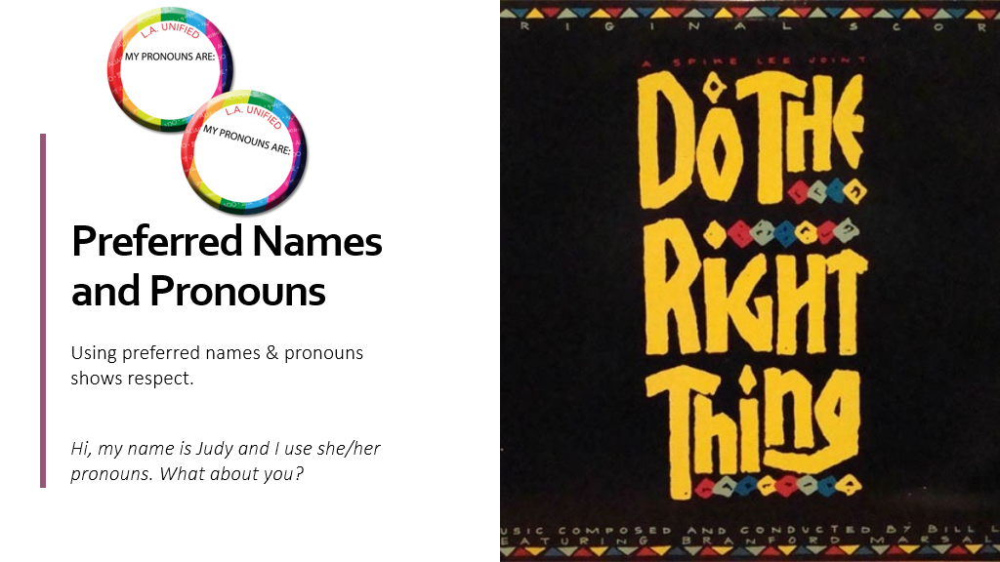 L.A. UNIFIED
MY PRONOUNS ARE:
L.A. UNIFIED
MY PRONOUNS ARE:
Preferred Names
and Pronouns
Using preferred names & pronouns
shows respect.
Hi, my name is Judy and I use she/her
pronouns. What about you?
RIGINAL SCOR
A SPIKE LEE JOINT
DO THE
RIGHT
THiNg
USIC COMPOSED AND CONDUCTED BY BILL L
EATURING BRANFORD MARSAL